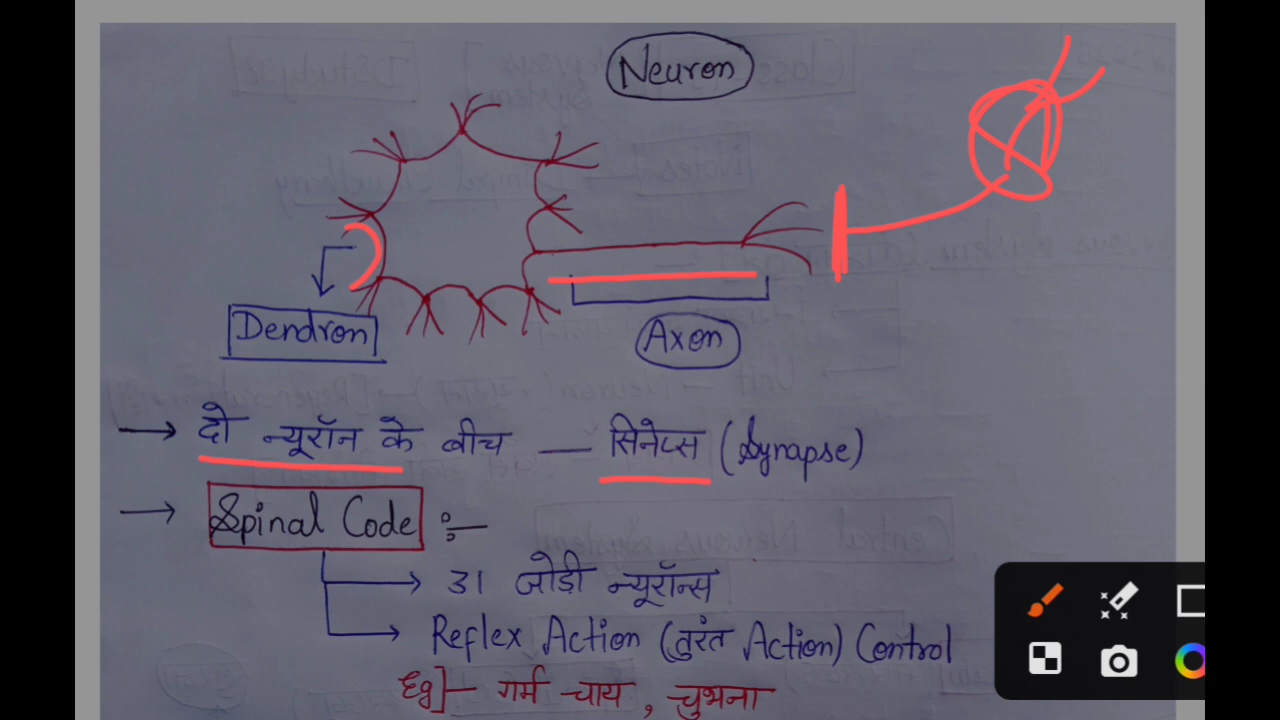 Neuron
Dendron
Axon
→ दो न्यूरॉन के बीच — सिनेप्स (Synapse)
→ Spinal Code :-
→ 31 जोड़ी न्यूरॉन्स
→ Reflex Action (तुरंत Action) Control
Eg]- गर्म चाय , चुभना